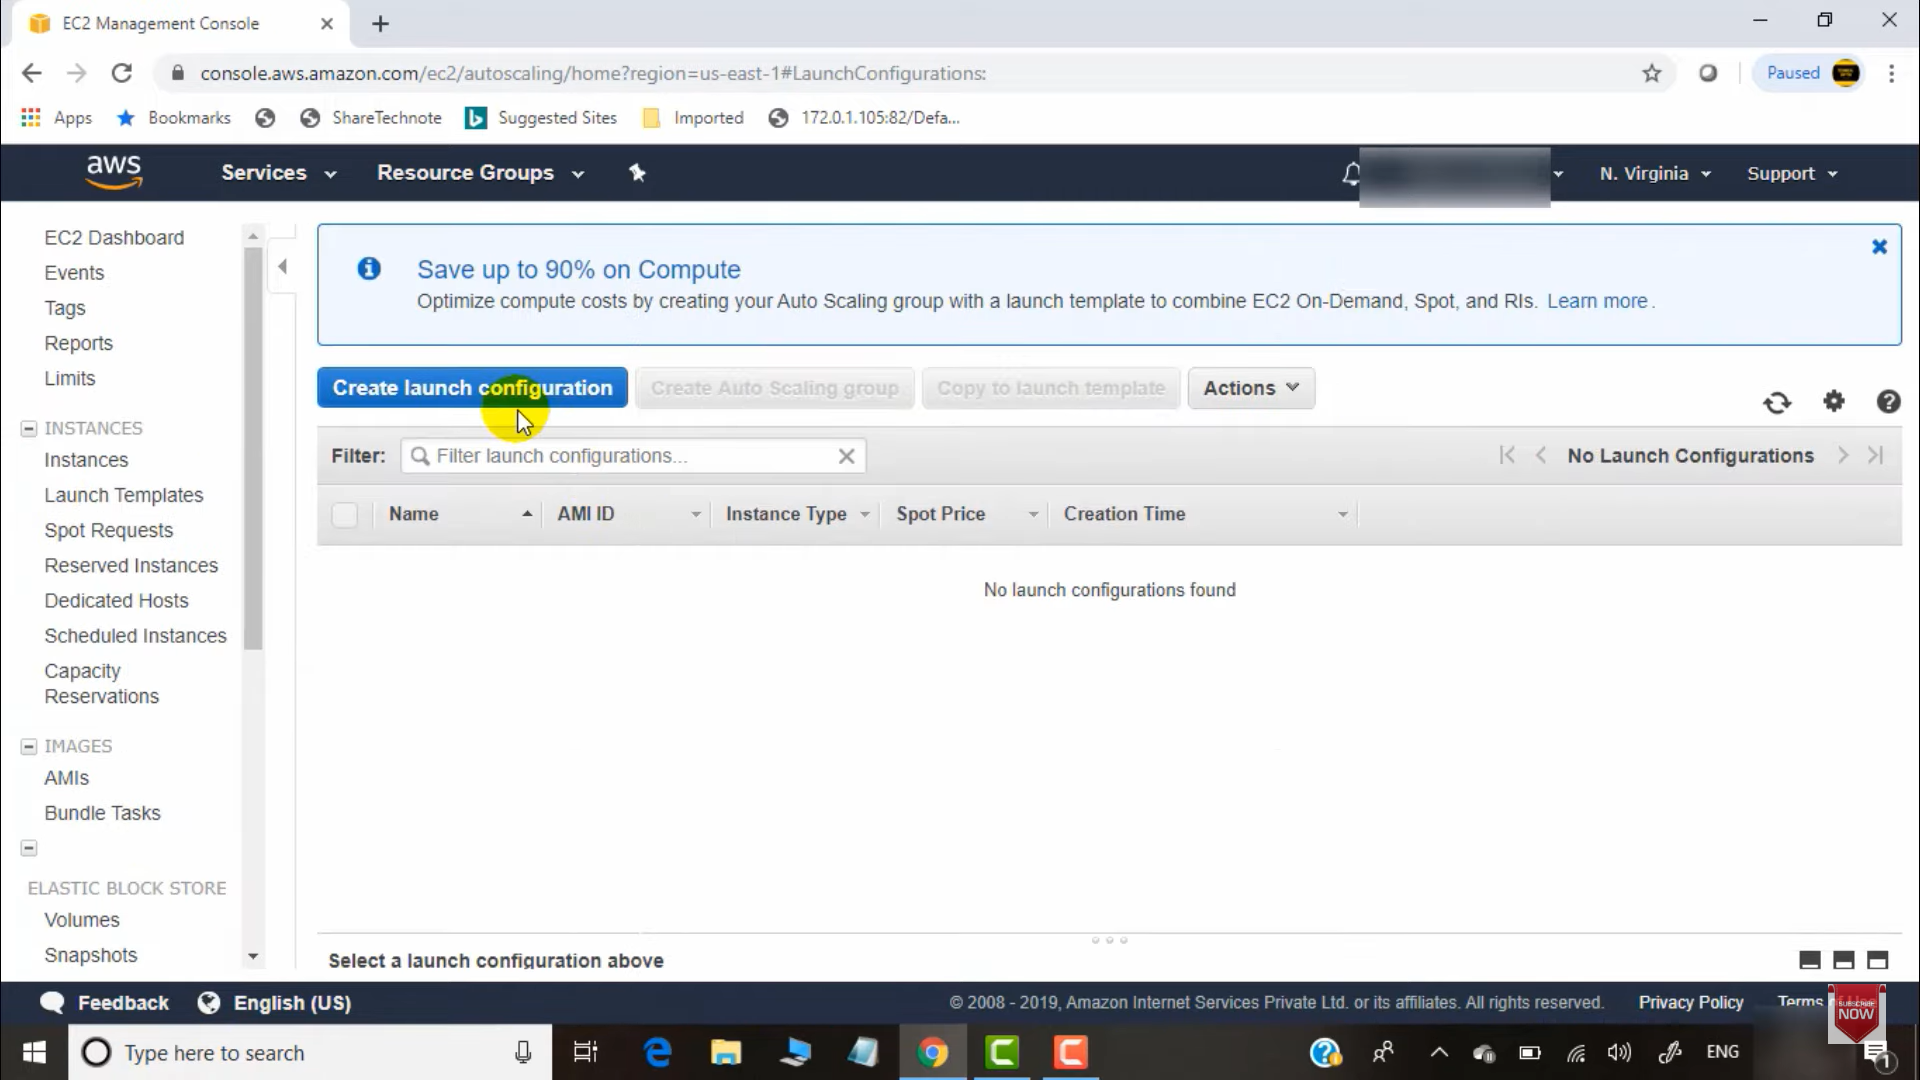 EC2 Management Console
console.aws.amazon.com/ec2/autoscaling/home?region=us-east-1#LaunchConfigurations:
Paused
Apps
Bookmarks
ShareTechnote
Suggested Sites
Imported
172.0.1.105:82/Defa...
aws
Services
Resource Groups
N. Virginia
Support
EC2 Dashboard
Events
Tags
Reports
Limits
INSTANCES
Instances
Launch Templates
Spot Requests
Reserved Instances
Dedicated Hosts
Scheduled Instances
Capacity
Reservations
IMAGES
AMIs
Bundle Tasks
ELASTIC BLOCK STORE
Volumes
Snapshots
Save up to 90% on Compute
Optimize compute costs by creating your Auto Scaling group with a launch template to combine EC2 On-Demand, Spot, and RIs. Learn more.
Create launch configuration
Create Auto Scaling group
Copy to launch template
Actions
Filter:
Filter launch configurations...
No Launch Configurations
Name
AMI ID
Instance Type
Spot Price
Creation Time
No launch configurations found
Select a launch configuration above
Feedback
English (US)
© 2008 - 2019, Amazon Internet Services Private Ltd. or its affiliates. All rights reserved.
Privacy Policy
Terms of Use
SUBSCRIBE
NOW
Type here to search
ENG
1